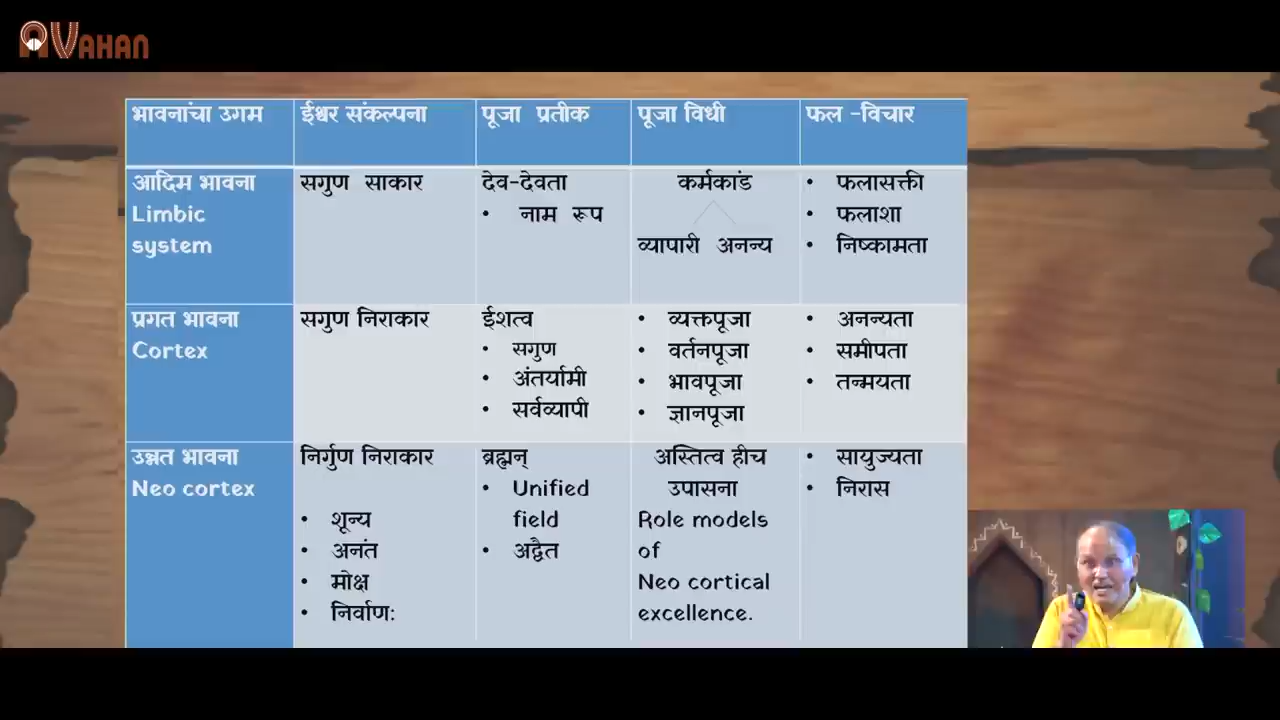 AVAHAN
भावनांचा उगम
ईश्वर संकल्पना
पूजा प्रतीक
पूजा विधी
फल -विचार
आदिम भावना
Limbic
system
सगुण साकार
देव-देवता
• नाम रूप
कर्मकांड
व्यापारी अनन्य
• फलासक्ती
• फलाशा
• निष्कामता
प्रगत भावना
Cortex
सगुण निराकार
ईशत्व
• सगुण
• अंतर्यामी
• सर्वव्यापी
• व्यक्तपूजा
• वर्तनपूजा
• भावपूजा
• ज्ञानपूजा
• अनन्यता
• समीपता
• तन्मयता
उन्नत भावना
Neo cortex
निर्गुण निराकार
• शून्य
• अनंत
• मोक्ष
• निर्वाण:
ब्रह्मन्
• Unified
field
• अद्वैत
अस्तित्व हीच
उपासना
Role models
of
Neo cortical
excellence.
• सायुज्यता
• निरास